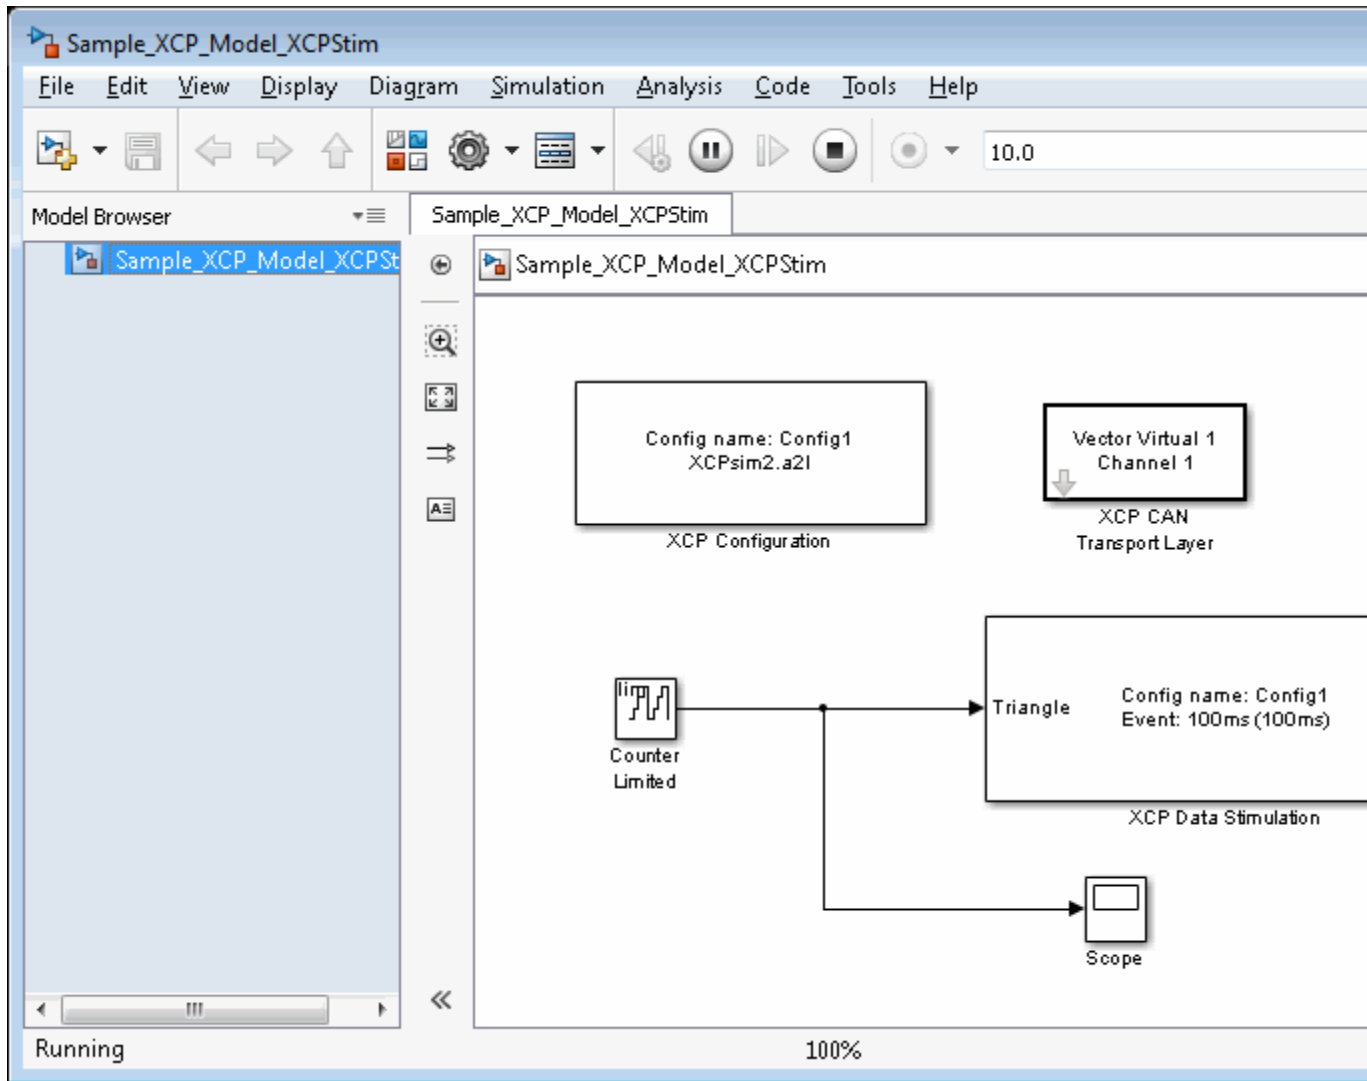 Sample_XCP_Model_XCPStim
File Edit View Display Diagram Simulation Analysis Code Tools Help
10.0
Model Browser
Sample_XCP_Model_XCPStim
Sample_XCP_Model_XCPSt
Sample_XCP_Model_XCPStim
Config name: Config1
XCPsim2.a2l
XCP Configuration
Vector Virtual 1
Channel 1
XCP CAN
Transport Layer
lim
Counter
Limited
Triangle
Config name: Config1
Event: 100ms (100ms)
XCP Data Stimulation
Scope
Running
100%